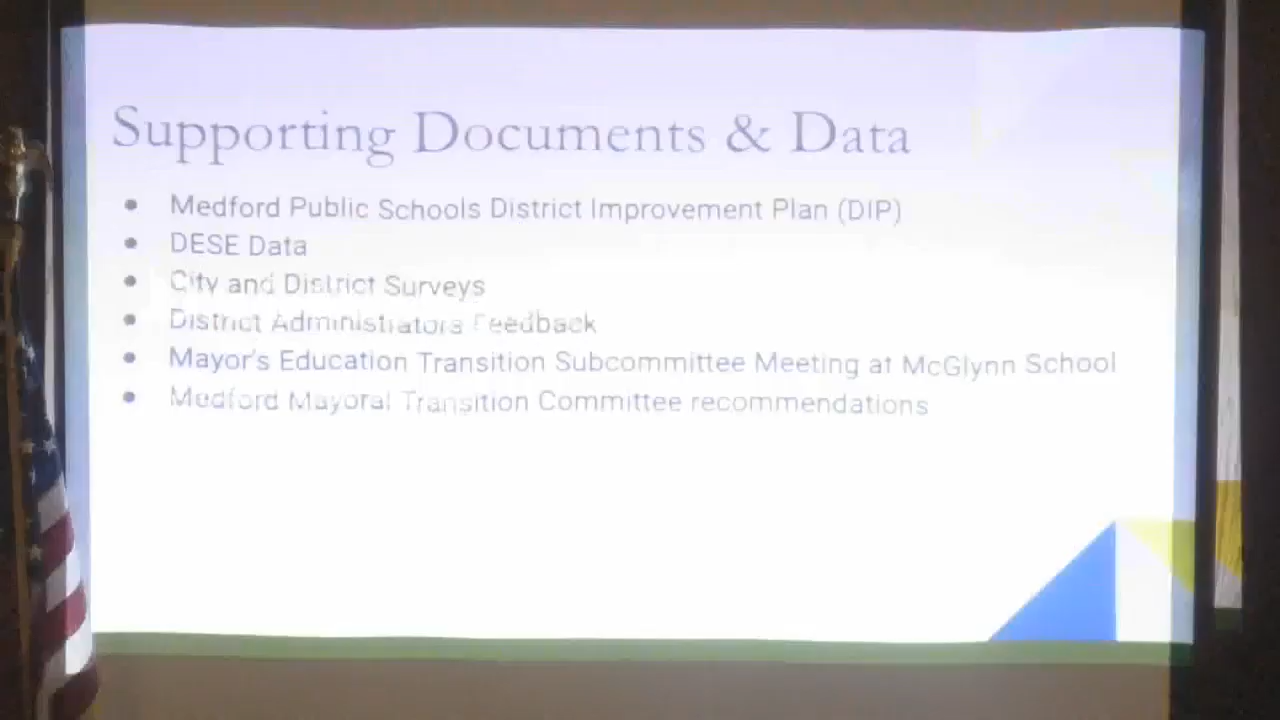 Supporting Documents & Data
• Medford Public Schools District Improvement Plan (DIP)
• DESE Data
• City and District Surveys
• District Administrators Feedback
• Mayor's Education Transition Subcommittee Meeting at McGlynn School
• Medford Mayoral Transition Committee recommendations